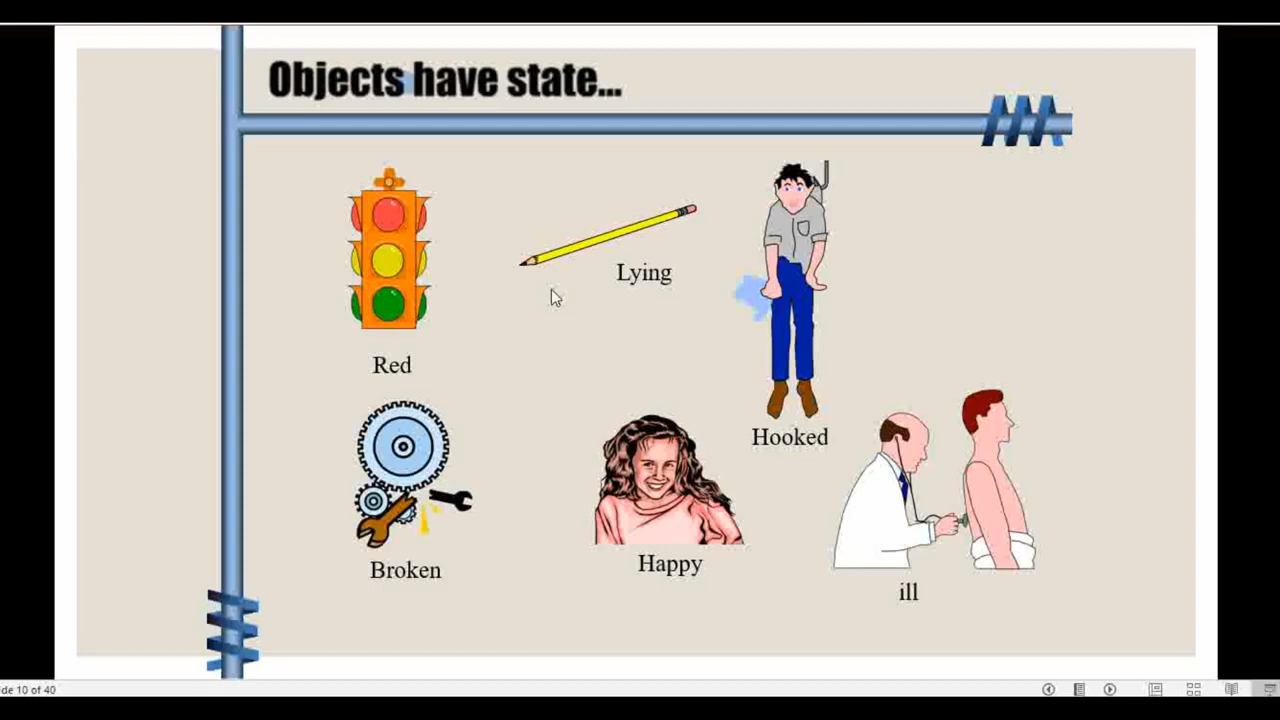 Objects have state...
Lying
Red
Hooked
Broken
Happy
ill
de 10 of 40